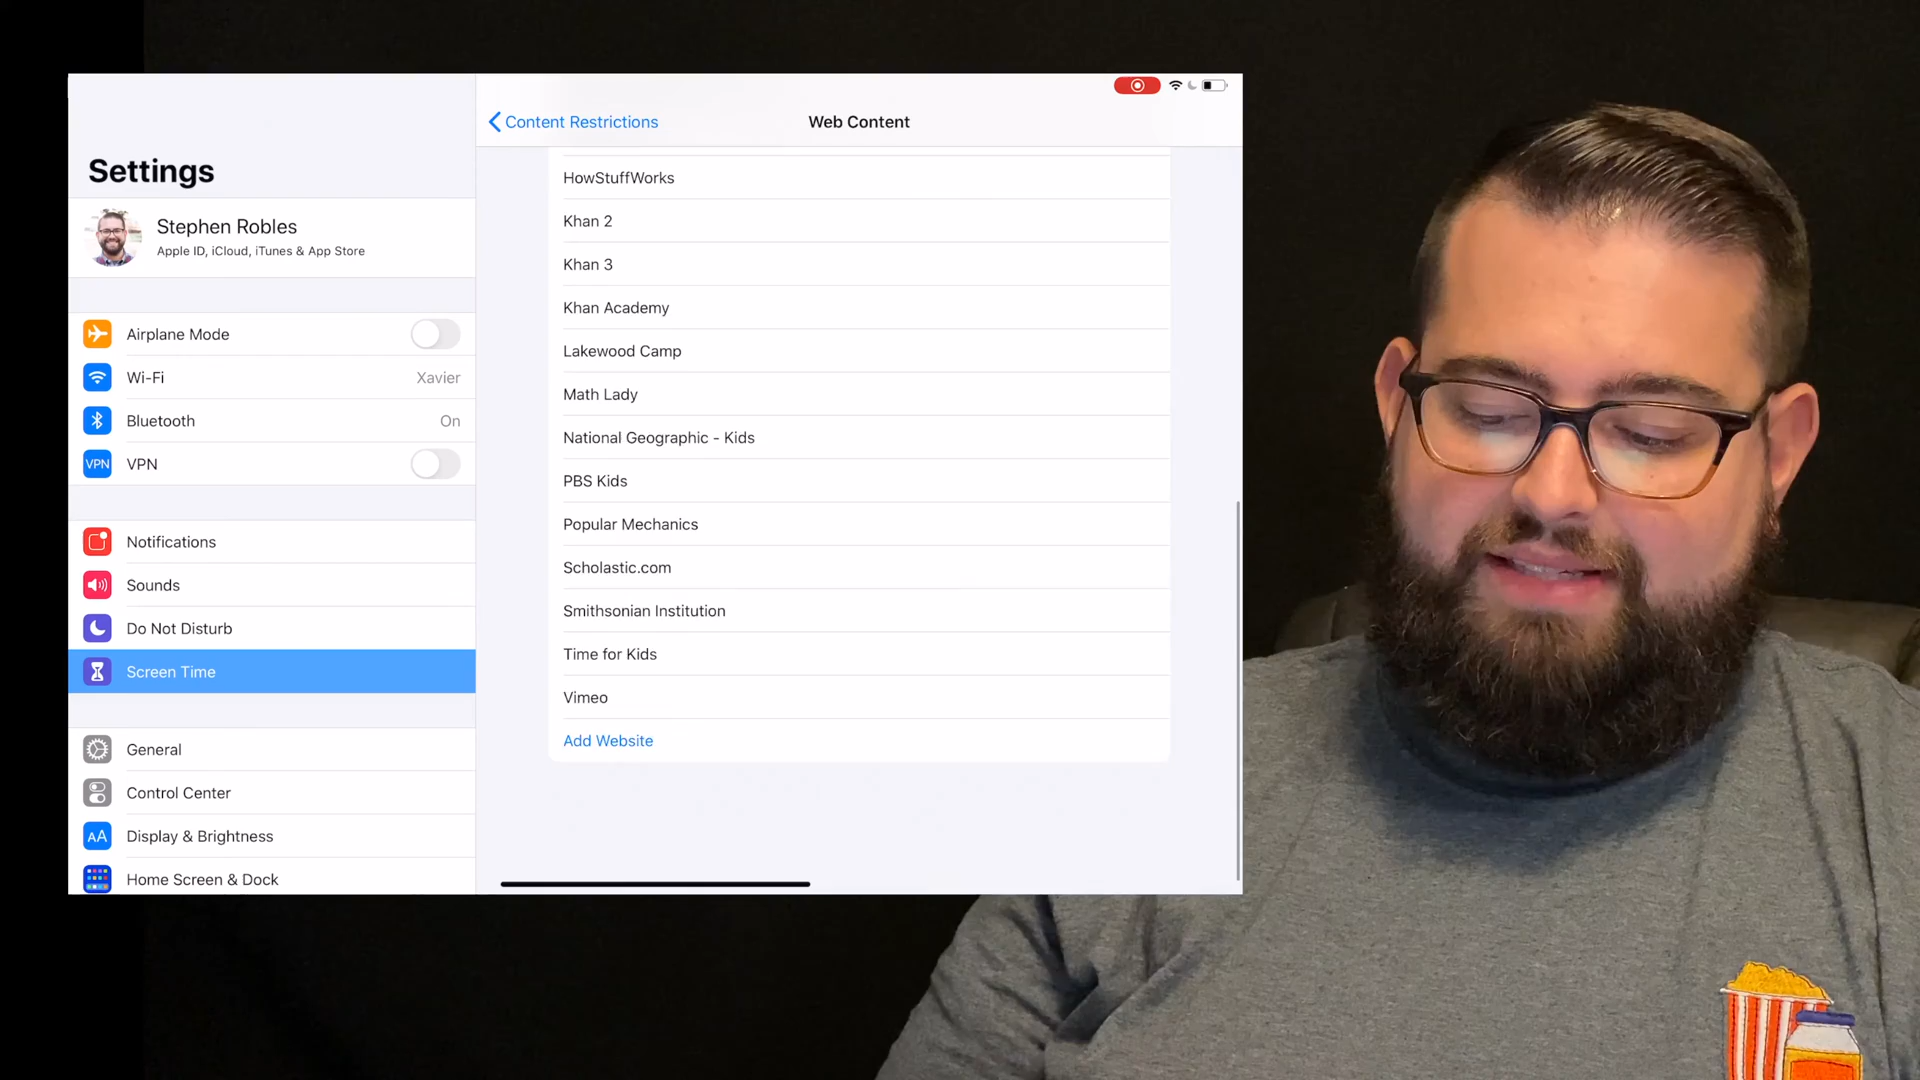 Content Restrictions
Web Content
Settings
Stephen Robles
Apple ID, iCloud, iTunes & App Store
Airplane Mode
Wi-Fi
Xavier
Bluetooth
On
VPN
VPN
Notifications
Sounds
Do Not Disturb
Screen Time
General
Control Center
AA
Display & Brightness
Home Screen & Dock
HowStuffWorks
Khan 2
Khan 3
Khan Academy
Lakewood Camp
Math Lady
National Geographic - Kids
PBS Kids
Popular Mechanics
Scholastic.com
Smithsonian Institution
Time for Kids
Vimeo
Add Website